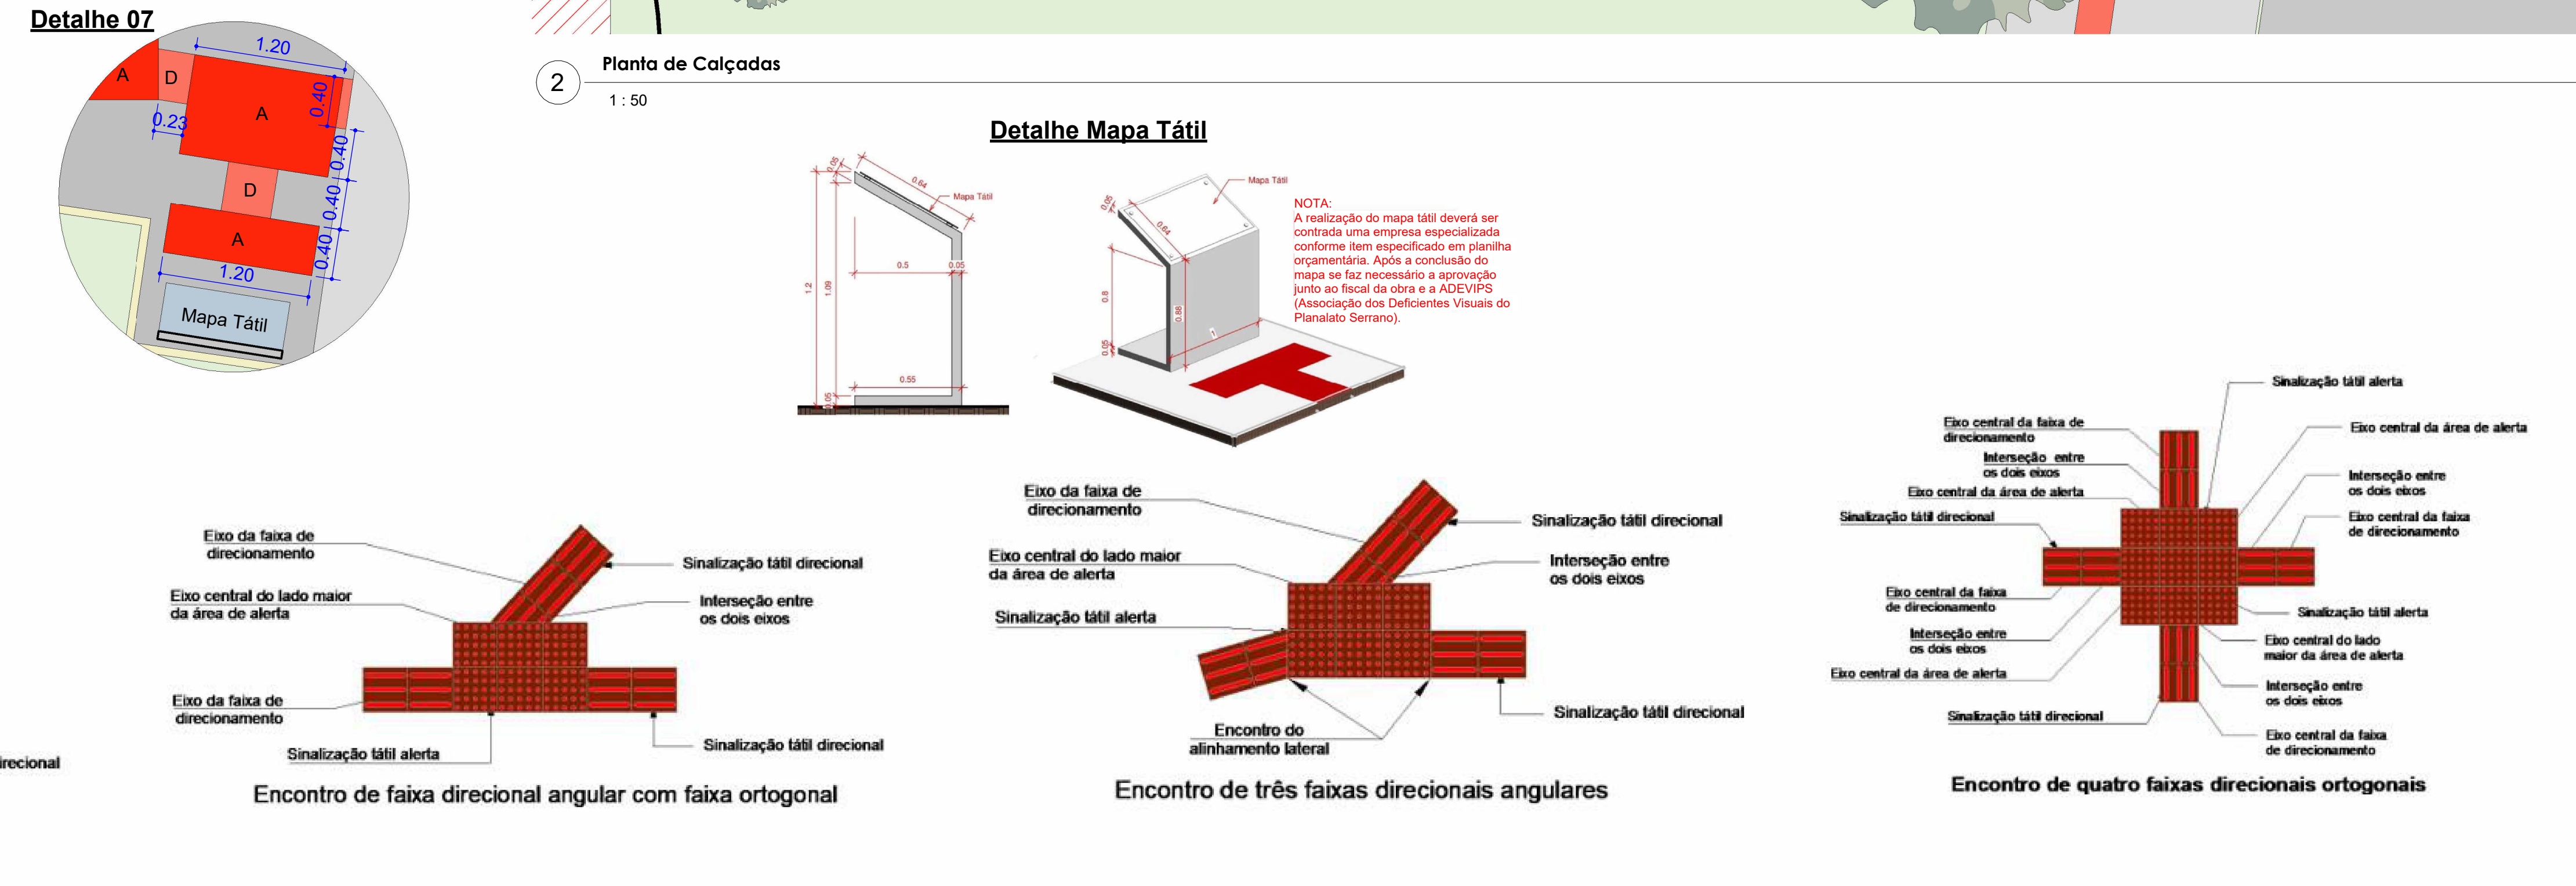 Detalhe 07
1.20
A
D
A
0.40
0.23
0.40
D
0.40
A
0.40
1.20
Mapa Tátil
2
Planta de Calçadas
1 : 50
Detalhe Mapa Tátil
0.05
0.64
Mapa Tátil
0.5
0.05
1.2
1.09
0.55
0.05
Mapa Tátil
0.05
0.64
0.8
0.88
1
0.05
NOTA:
A realização do mapa tátil deverá ser
contrada uma empresa especializada
conforme item especificado em planilha
orçamentária. Após a conclusão do
mapa se faz necessário a aprovação
junto ao fiscal da obra e a ADEVIPS
(Associação dos Deficientes Visuais do
Planalato Serrano).
irecional
Eixo da faixa de
direcionamento
Sinalização tátil direcional
Eixo central do lado maior
da área de alerta
Interseção entre
os dois eixos
Eixo da faixa de
direcionamento
Sinalização tátil alerta
Sinalização tátil direcional
Encontro de faixa direcional angular com faixa ortogonal
Eixo da faixa de
direcionamento
Sinalização tátil direcional
Eixo central do lado maior
da área de alerta
Interseção entre
os dois eixos
Sinalização tátil alerta
Encontro do
alinhamento lateral
Sinalização tátil direcional
Encontro de três faixas direcionais angulares
Sinalização tátil alerta
Eixo central da faixa de
direcionamento
Eixo central da área de alerta
Interseção entre
os dois eixos
Interseção entre
os dois eixos
Eixo central da área de alerta
Sinalização tátil direcional
Eixo central da faixa
de direcionamento
Eixo central da faixa
de direcionamento
Sinalização tátil alerta
Interseção entre
os dois eixos
Eixo central do lado
maior da área de alerta
Eixo central da área de alerta
Interseção entre
os dois eixos
Sinalização tátil direcional
Eixo central da faixa
de direcionamento
Encontro de quatro faixas direcionais ortogonais